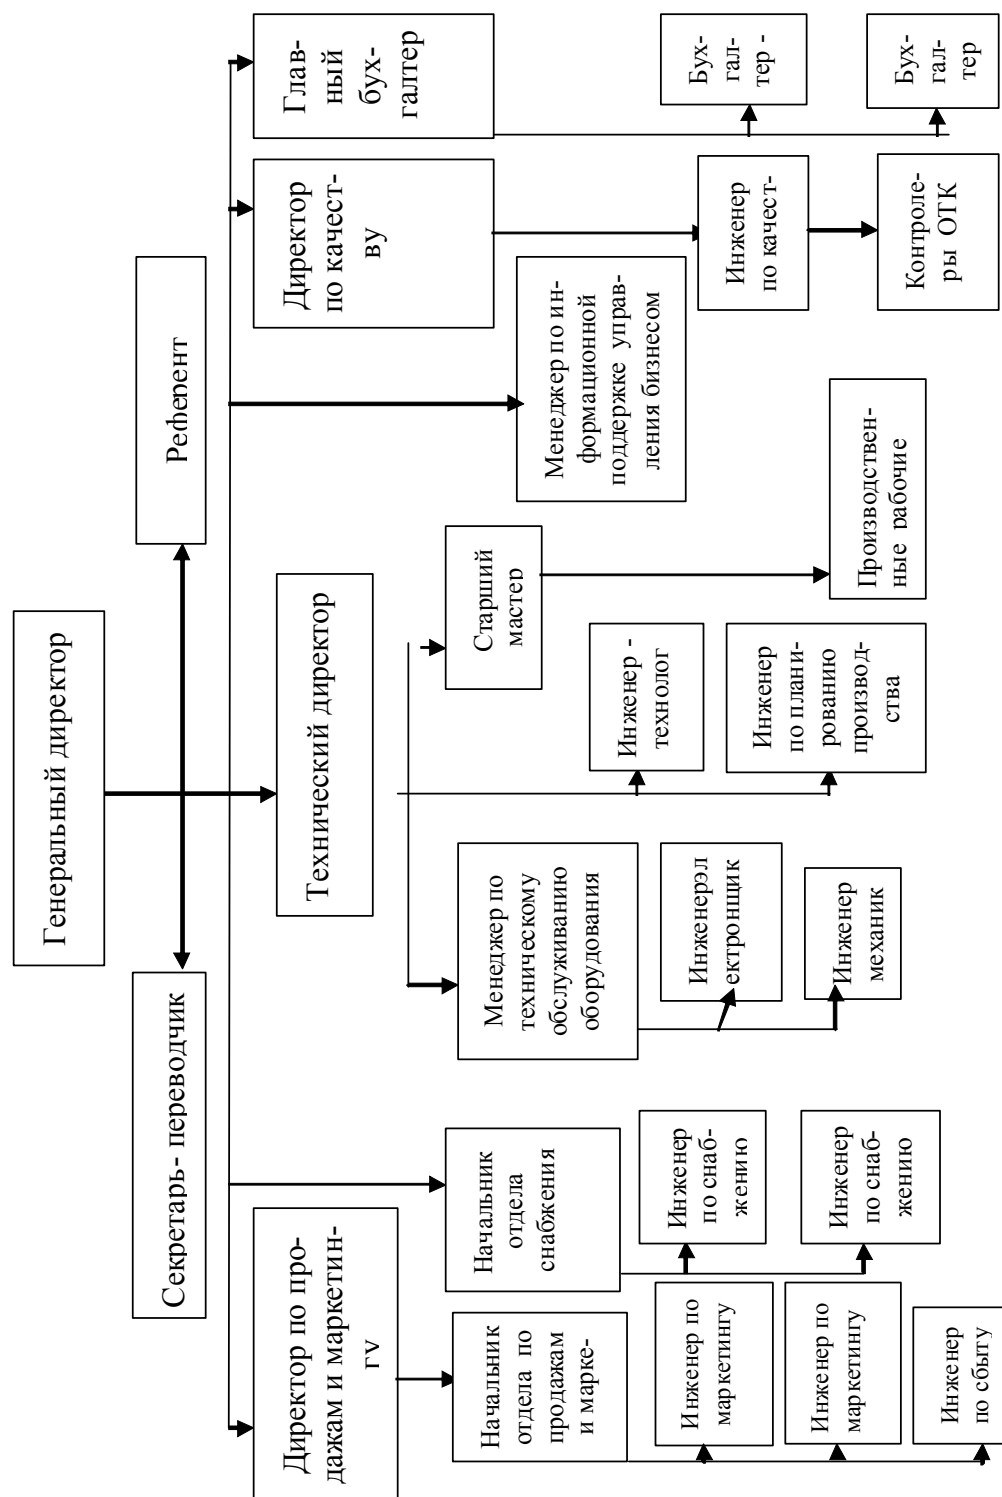 Генеральный директор
Секретарь- переводчик
Референт
Директор по про-
дажам и маркетин-
гу
Технический директор
Директор
по качест-
ву
Глав-
ный
бух-
галтер
Начальник
отдела по
продажам
и марке-
Начальник
отдела
снабжения
Менеджер по
техническому
обслуживанию
оборудования
Старший
мастер
Менеджер по ин-
формационной
поддержке управ-
ления бизнесом
Инженер по
маркетингу
Инженер по
маркетингу
Инженер
по сбыту
Инженер
по снаб-
жению
Инженер
по снаб-
жению
Инженерэл
ектронщик
Инженер
механик
Инженер -
технолог
Инженер
по плани-
рованию
производ-
ства
Производствен-
ные рабочие
Инженер
по качест-
Контроле-
ры ОТК
Бух-
гал-
тер -
Бух-
гал-
тер